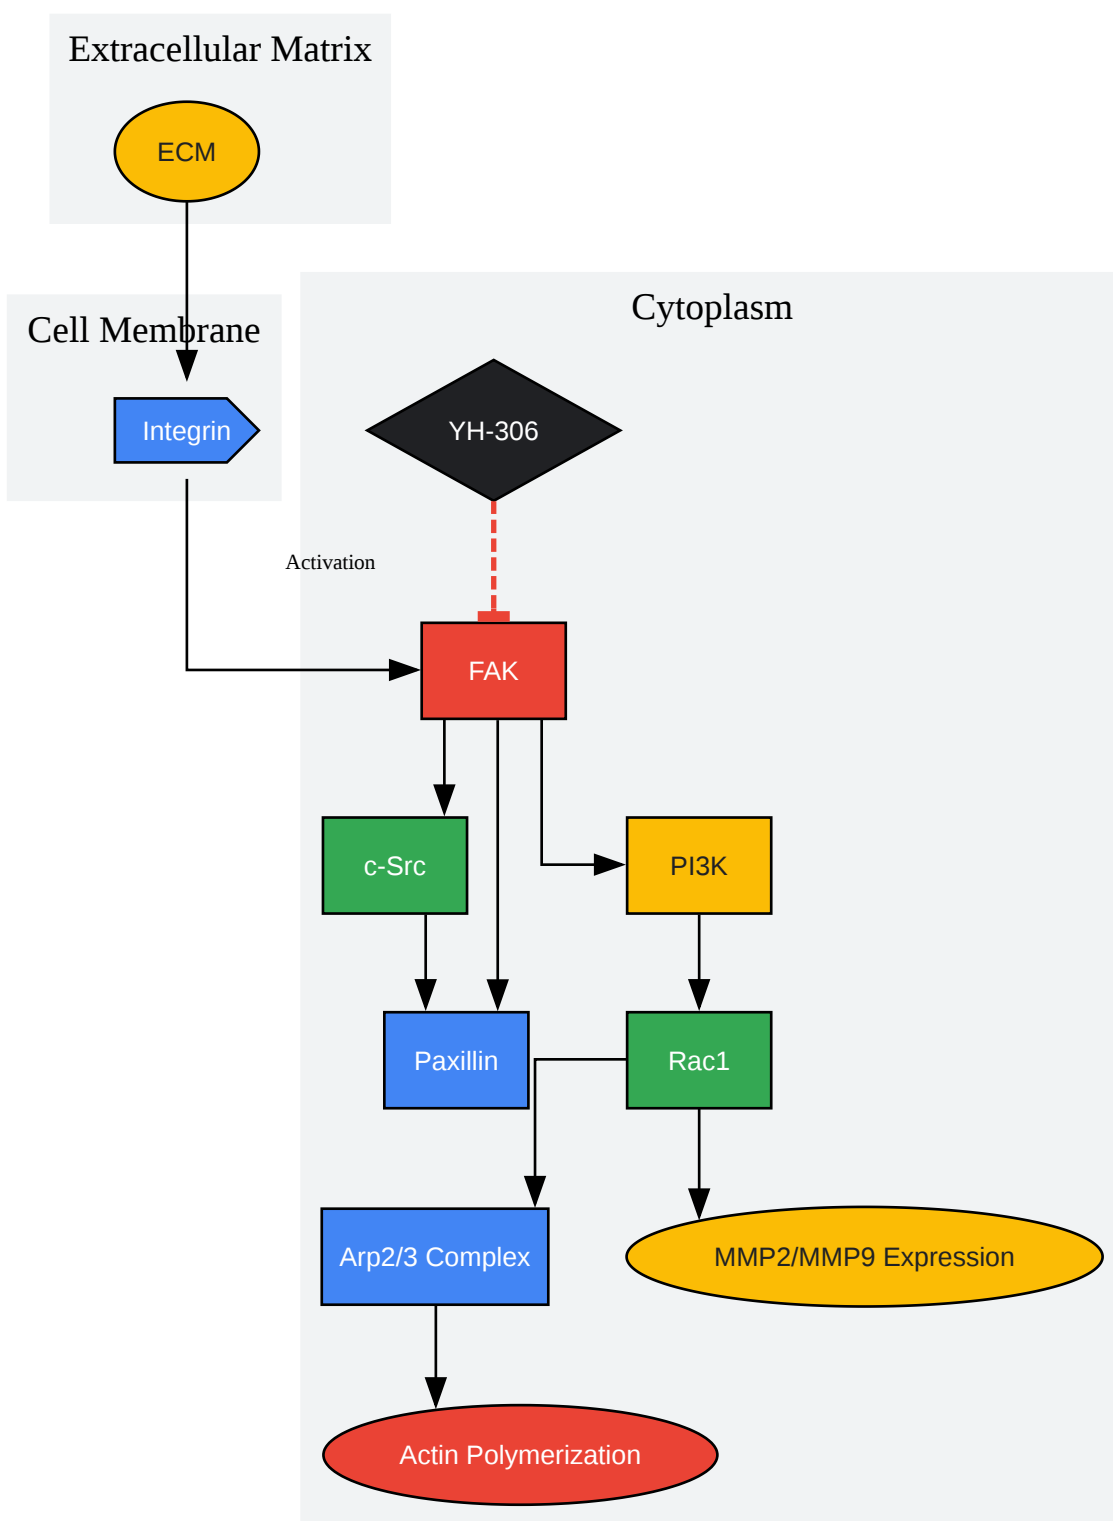 Extracellular Matrix
ECM
Cell Membrane
Cytoplasm
Integrin
YH-306
Activation
FAK
c-Src
PI3K
Paxillin
Rac1
Arp2/3 Complex
MMP2/MMP9 Expression
Actin Polymerization